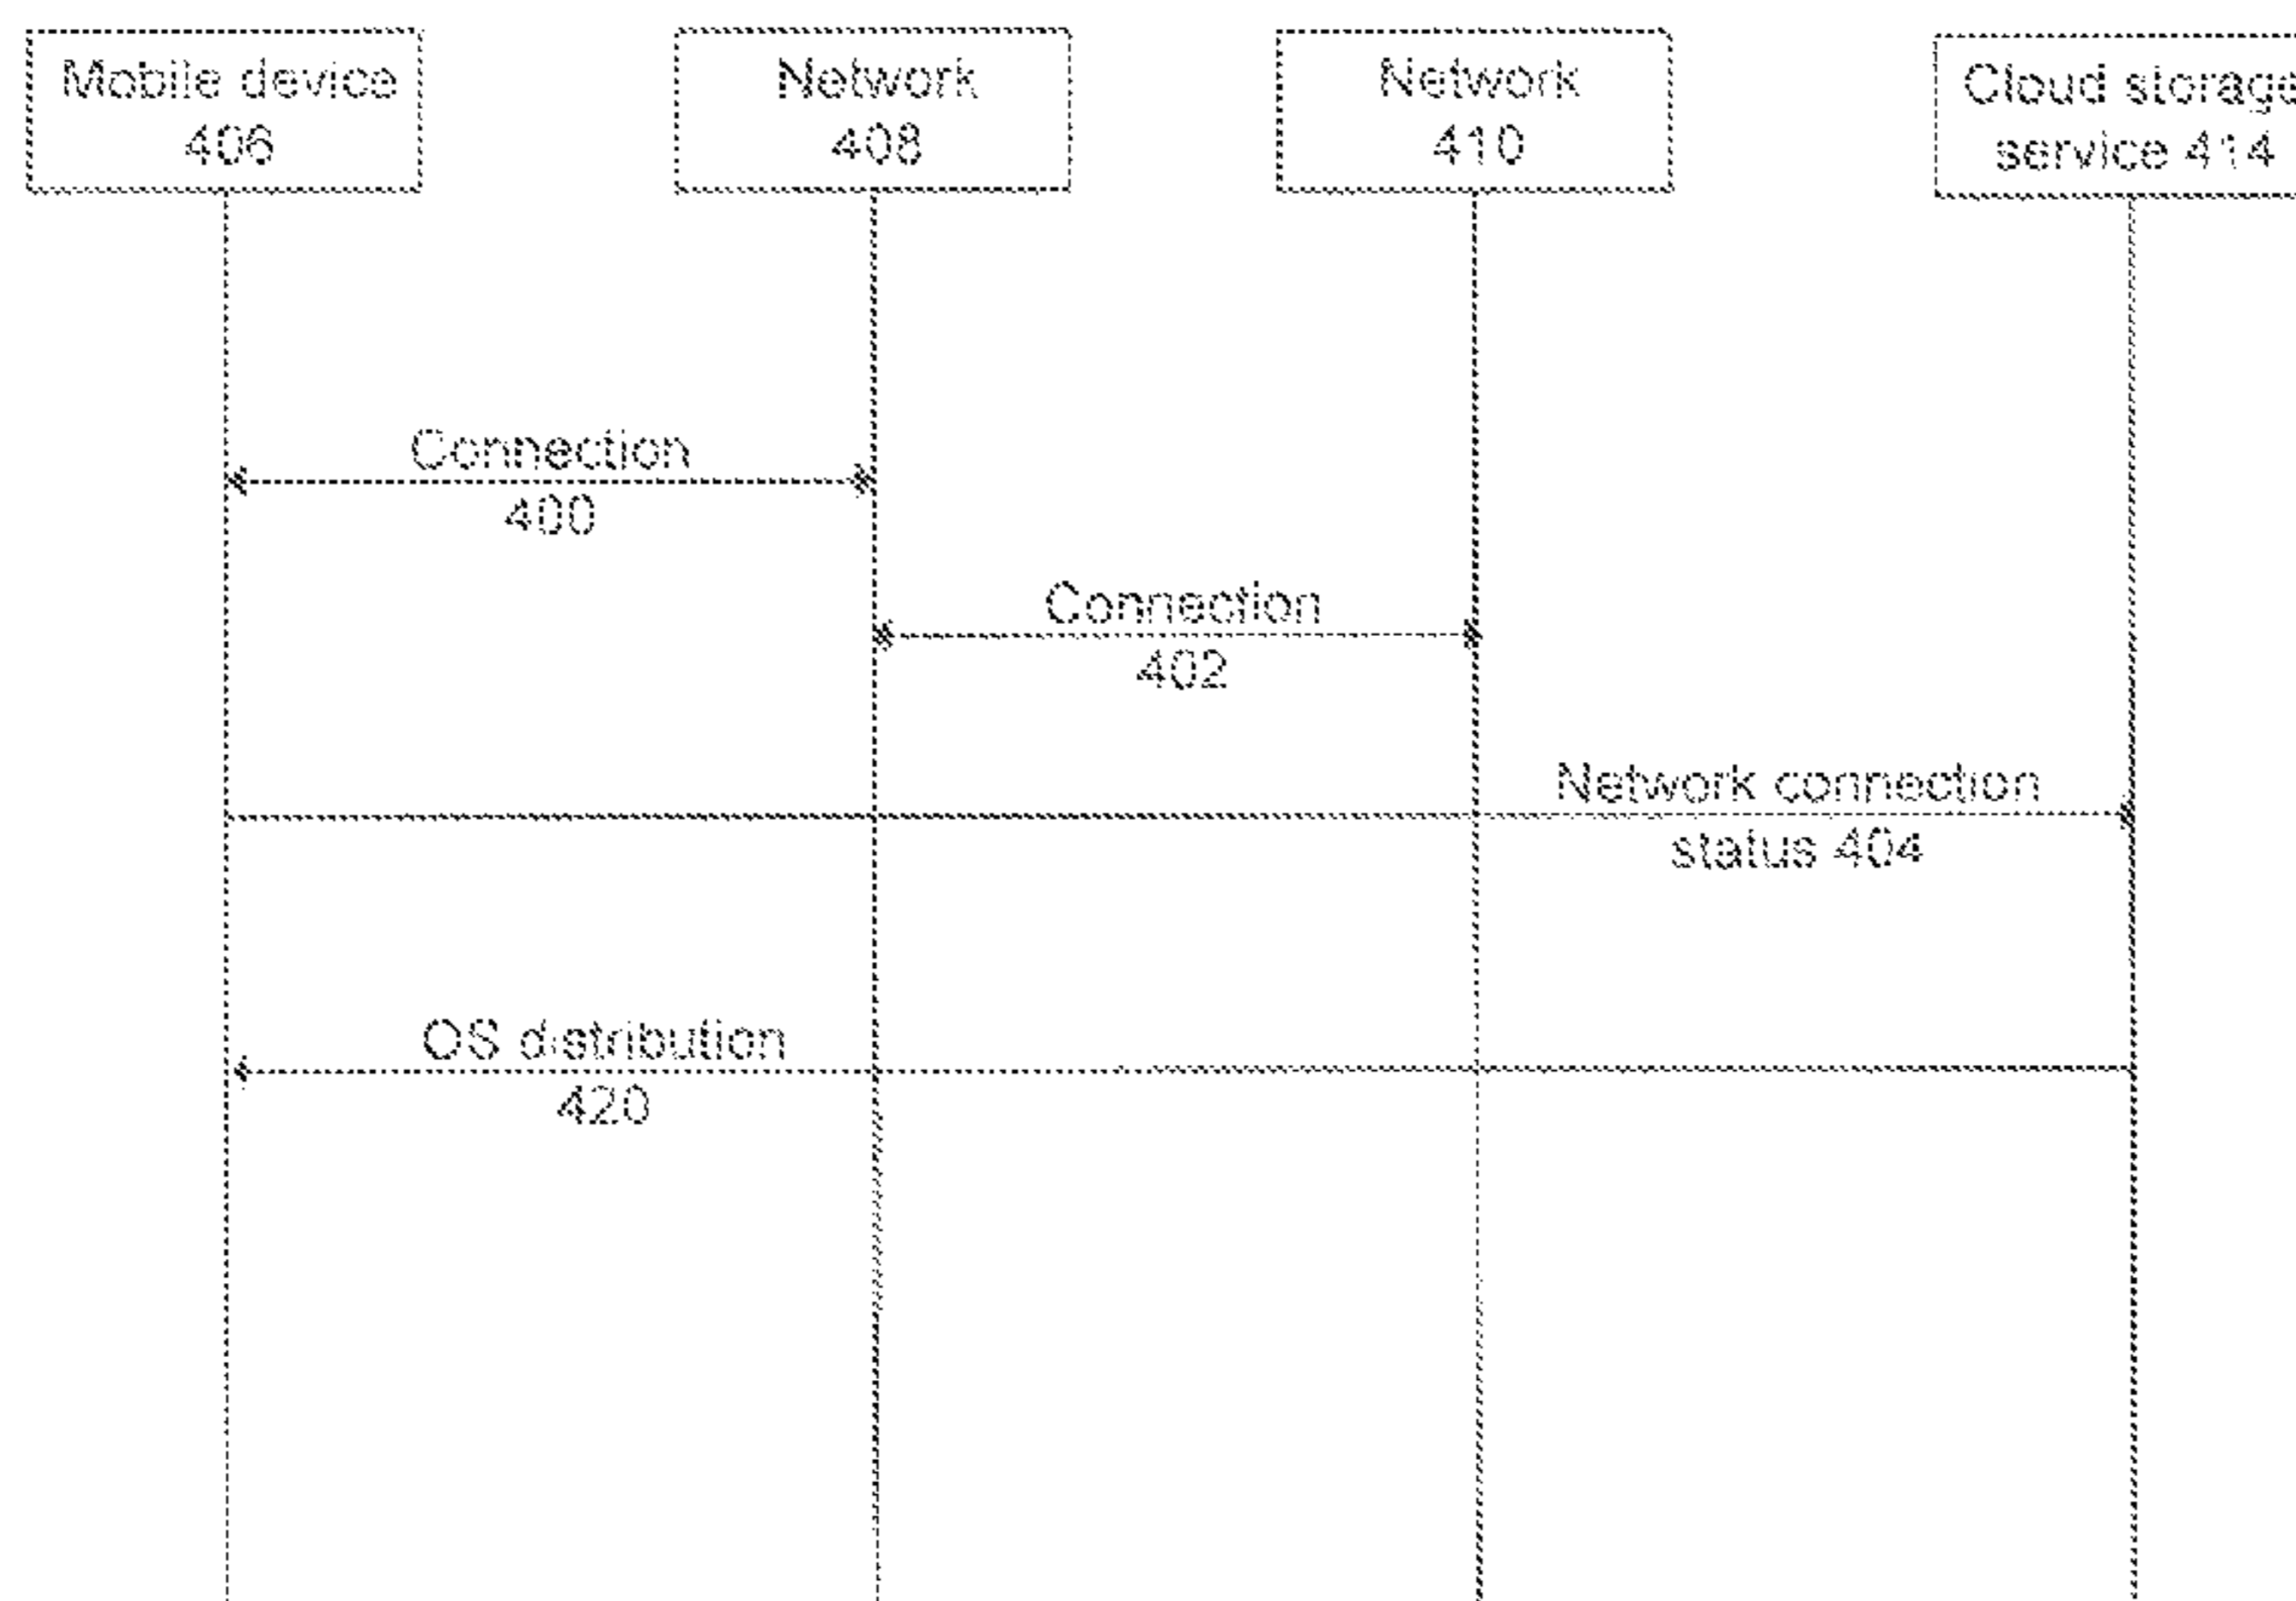 Mobile device
406
Network
408
Network
410
Cloud storage
service 414
Connection
400
Connection
402
Network connection
status 404
OS distribution
420